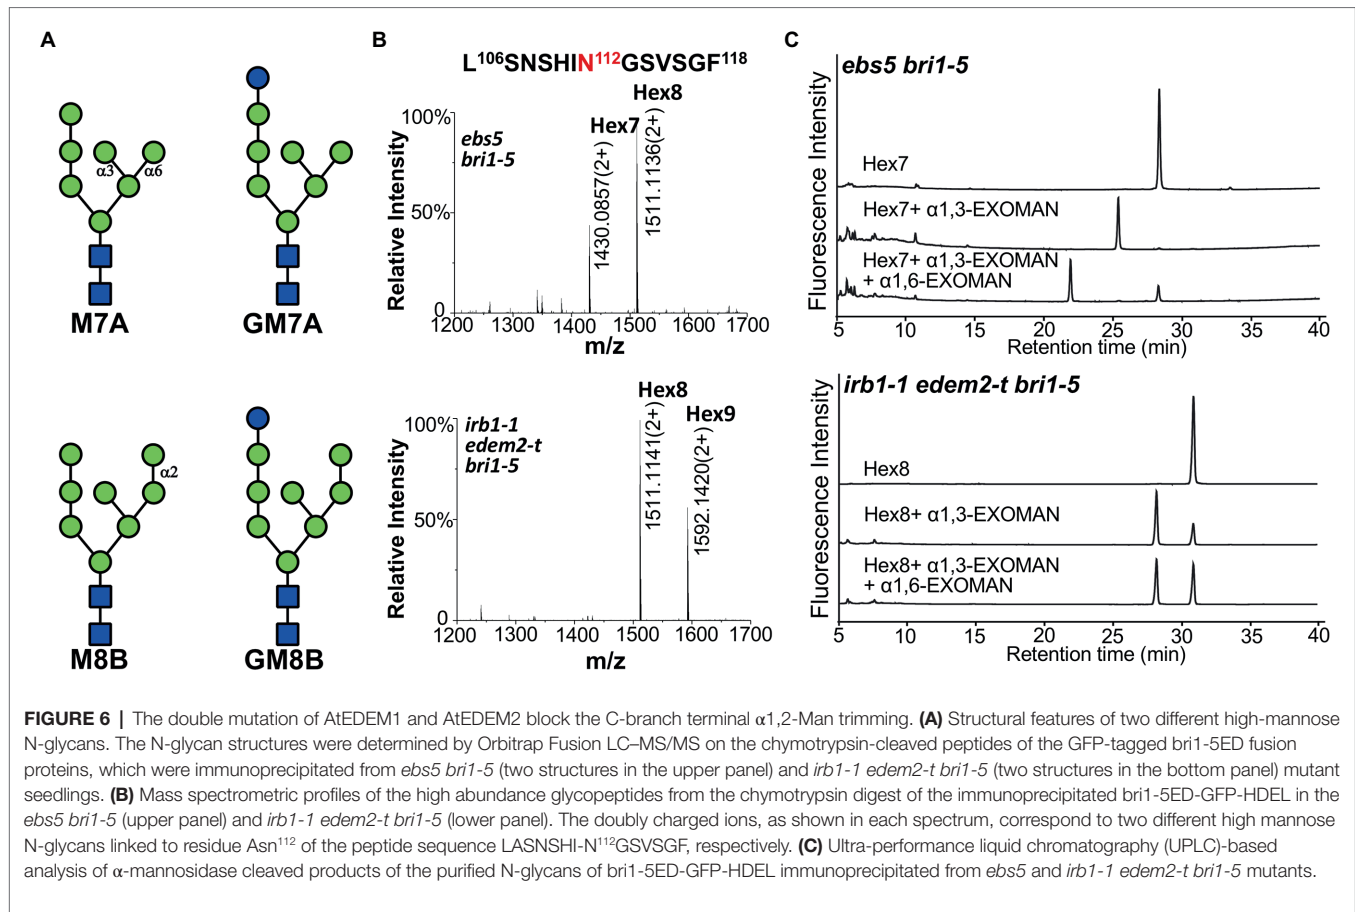 A
α3
α6
M7A
GM7A
α2
M8B
GM8B
B
L¹⁰⁶SNSHIN¹¹²GSVSGF¹¹⁸
Hex8
Hex7
100%
50%
0
ebs5
bri1-5
1430.0857(2+)
1511.1136(2+)
Relative Intensity
1200 1300 1400 1500 1600 1700
m/z
Hex8
Hex9
100%
50%
0
irb1-1
edem2-t
bri1-5
1511.1141(2+)
1592.1420(2+)
Relative Intensity
1200 1300 1400 1500 1600 1700
m/z
C
ebs5 bri1-5
Fluorescence Intensity
Hex7
Hex7+ α1,3-EXOMAN
Hex7+ α1,3-EXOMAN
+ α1,6-EXOMAN
5 10 15 20 25 30 35 40
Retention time (min)
irb1-1 edem2-t bri1-5
Fluorescence Intensity
Hex8
Hex8+ α1,3-EXOMAN
Hex8+ α1,3-EXOMAN
+ α1,6-EXOMAN
5 10 15 20 25 30 35 40
Retention time (min)
FIGURE 6 | The double mutation of AtEDEM1 and AtEDEM2 block the C-branch terminal α1,2-Man trimming. (A) Structural features of two different high-mannose
N-glycans. The N-glycan structures were determined by Orbitrap Fusion LC–MS/MS on the chymotrypsin-cleaved peptides of the GFP-tagged bri1-5ED fusion
proteins, which were immunoprecipitated from ebs5 bri1-5 (two structures in the upper panel) and irb1-1 edem2-t bri1-5 (two structures in the bottom panel) mutant
seedlings. (B) Mass spectrometric profiles of the high abundance glycopeptides from the chymotrypsin digest of the immunoprecipitated bri1-5ED-GFP-HDEL in the
ebs5 bri1-5 (upper panel) and irb1-1 edem2-t bri1-5 (lower panel). The doubly charged ions, as shown in each spectrum, correspond to two different high mannose
N-glycans linked to residue Asn¹¹² of the peptide sequence LASNSHI-N¹¹²GSVSGF, respectively. (C) Ultra-performance liquid chromatography (UPLC)-based
analysis of α-mannosidase cleaved products of the purified N-glycans of bri1-5ED-GFP-HDEL immunoprecipitated from ebs5 and irb1-1 edem2-t bri1-5 mutants.